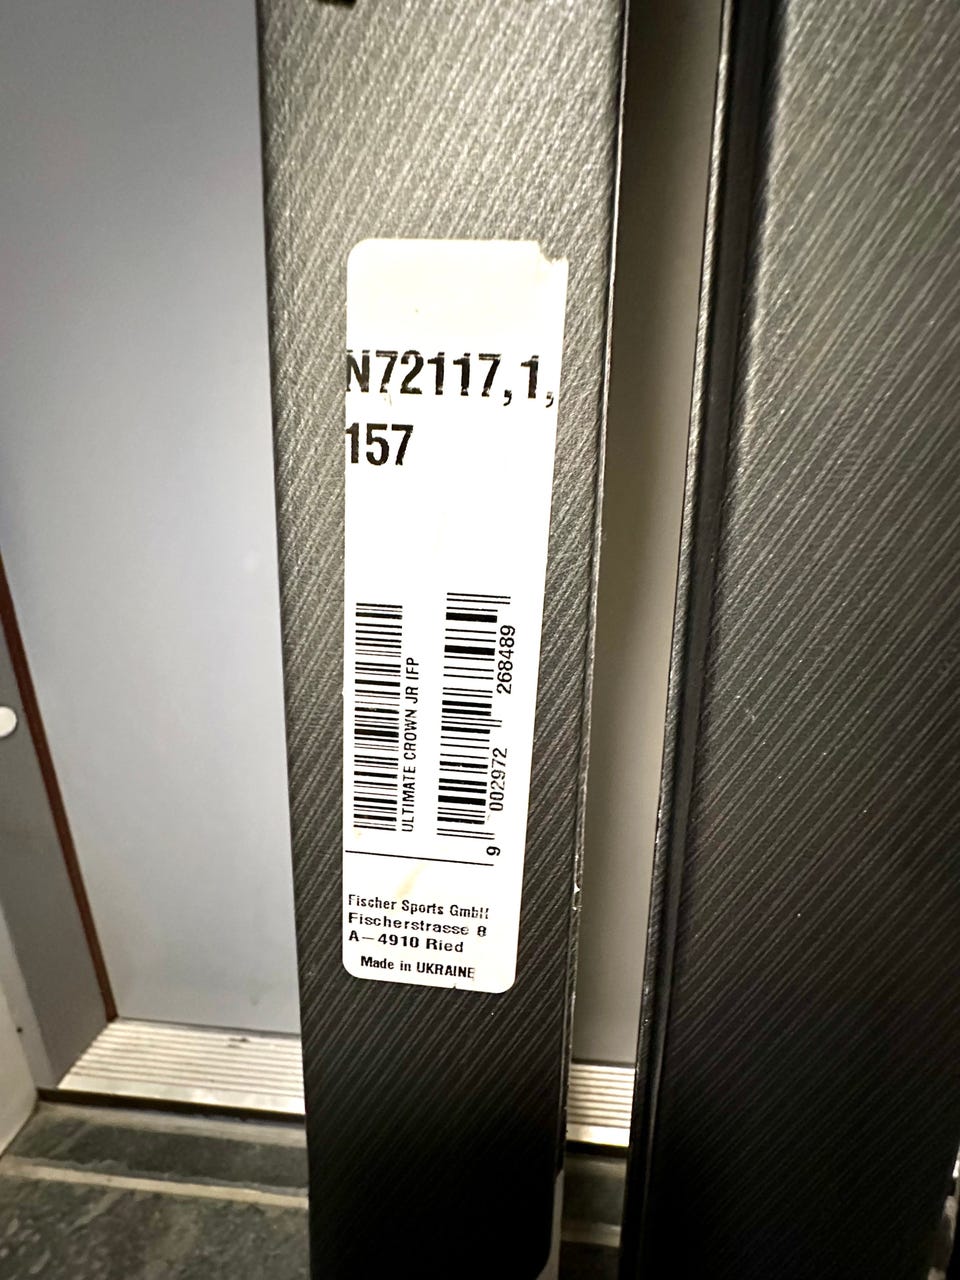 N72117,1,
157
ULTIMATE CROWN JR IFP
9 002972 268489
Fischer Sports GmbH
Fischerstrasse 8
A-4910 Ried
Made in UKRAINE